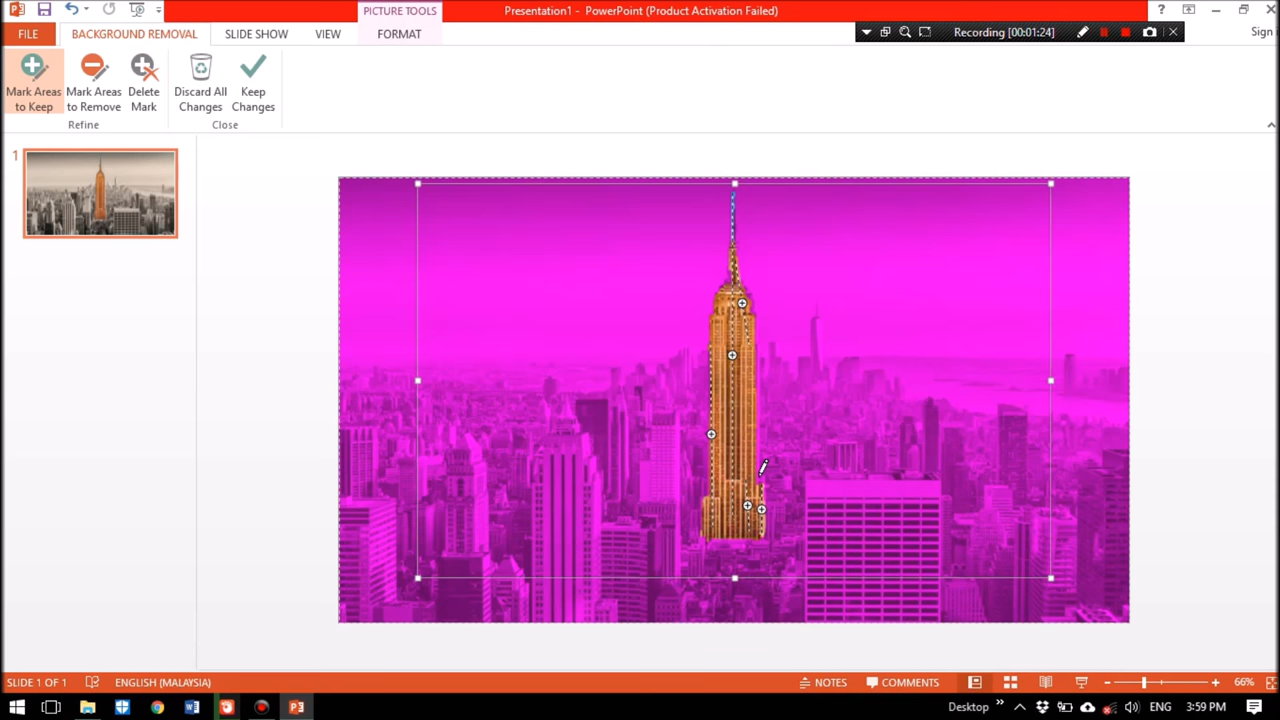 PICTURE TOOLS
Presentation1 - PowerPoint (Product Activation Failed)
?
FILE
BACKGROUND REMOVAL
SLIDE SHOW
VIEW
FORMAT
Recording [00:01:24]
Sign
Mark Areas to Keep
Mark Areas to Remove
Delete Mark
Discard All Changes
Keep Changes
Refine
Close
1
SLIDE 1 OF 1
ENGLISH (MALAYSIA)
NOTES
COMMENTS
66%
Desktop
ENG
3:59 PM